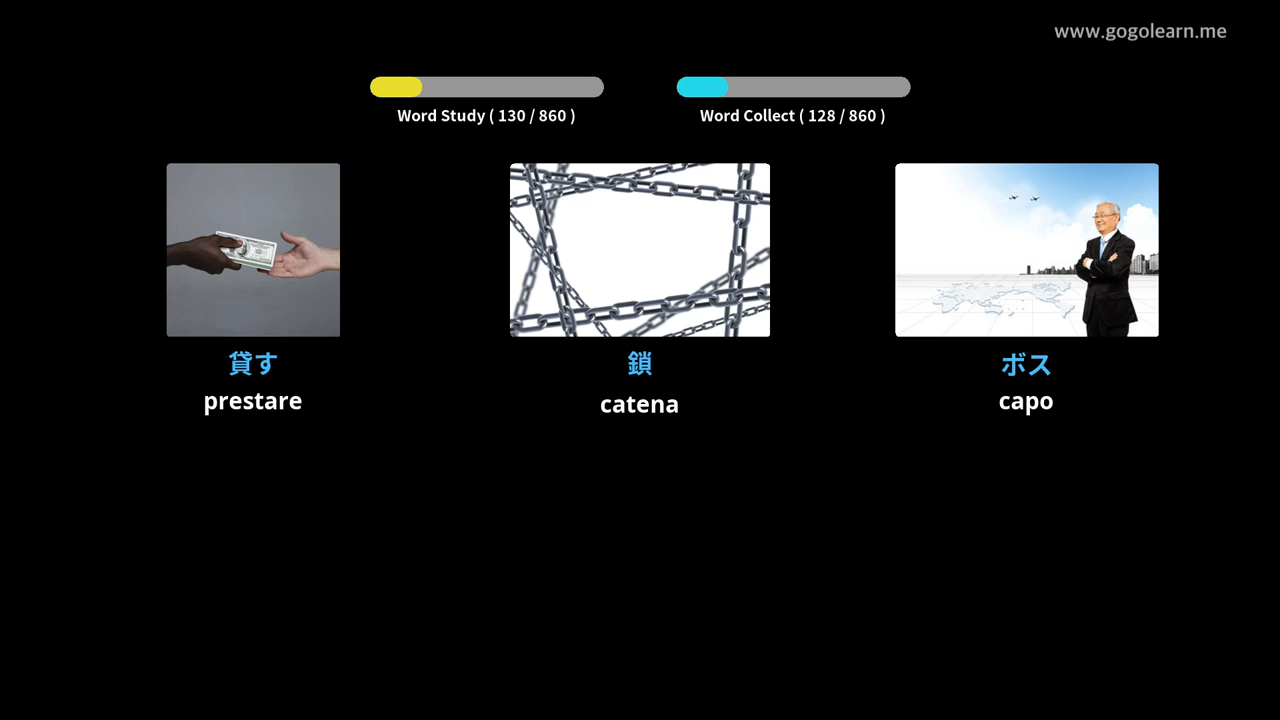 www.gogolearn.me
Word Study ( 130 / 860 )
Word Collect ( 128 / 860 )
貸す
prestare
鎖
catena
ボス
capo